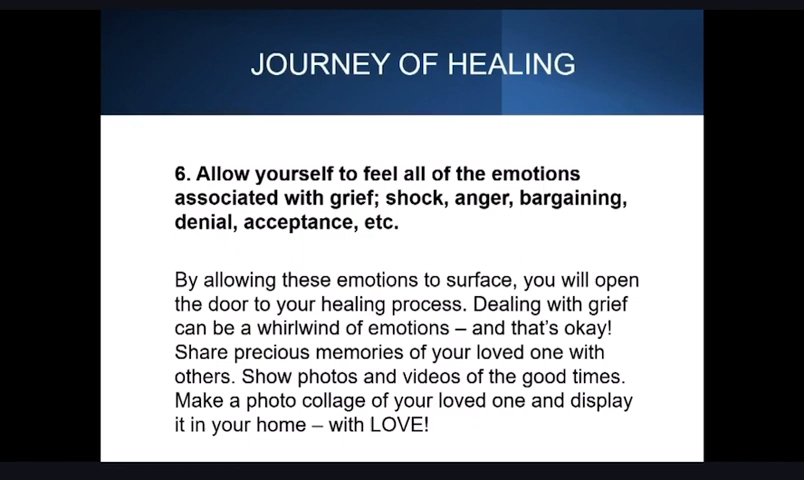 JOURNEY OF HEALING
6. Allow yourself to feel all of the emotions
associated with grief; shock, anger, bargaining,
denial, acceptance, etc.
By allowing these emotions to surface, you will open
the door to your healing process. Dealing with grief
can be a whirlwind of emotions – and that’s okay!
Share precious memories of your loved one with
others. Show photos and videos of the good times.
Make a photo collage of your loved one and display
it in your home – with LOVE!